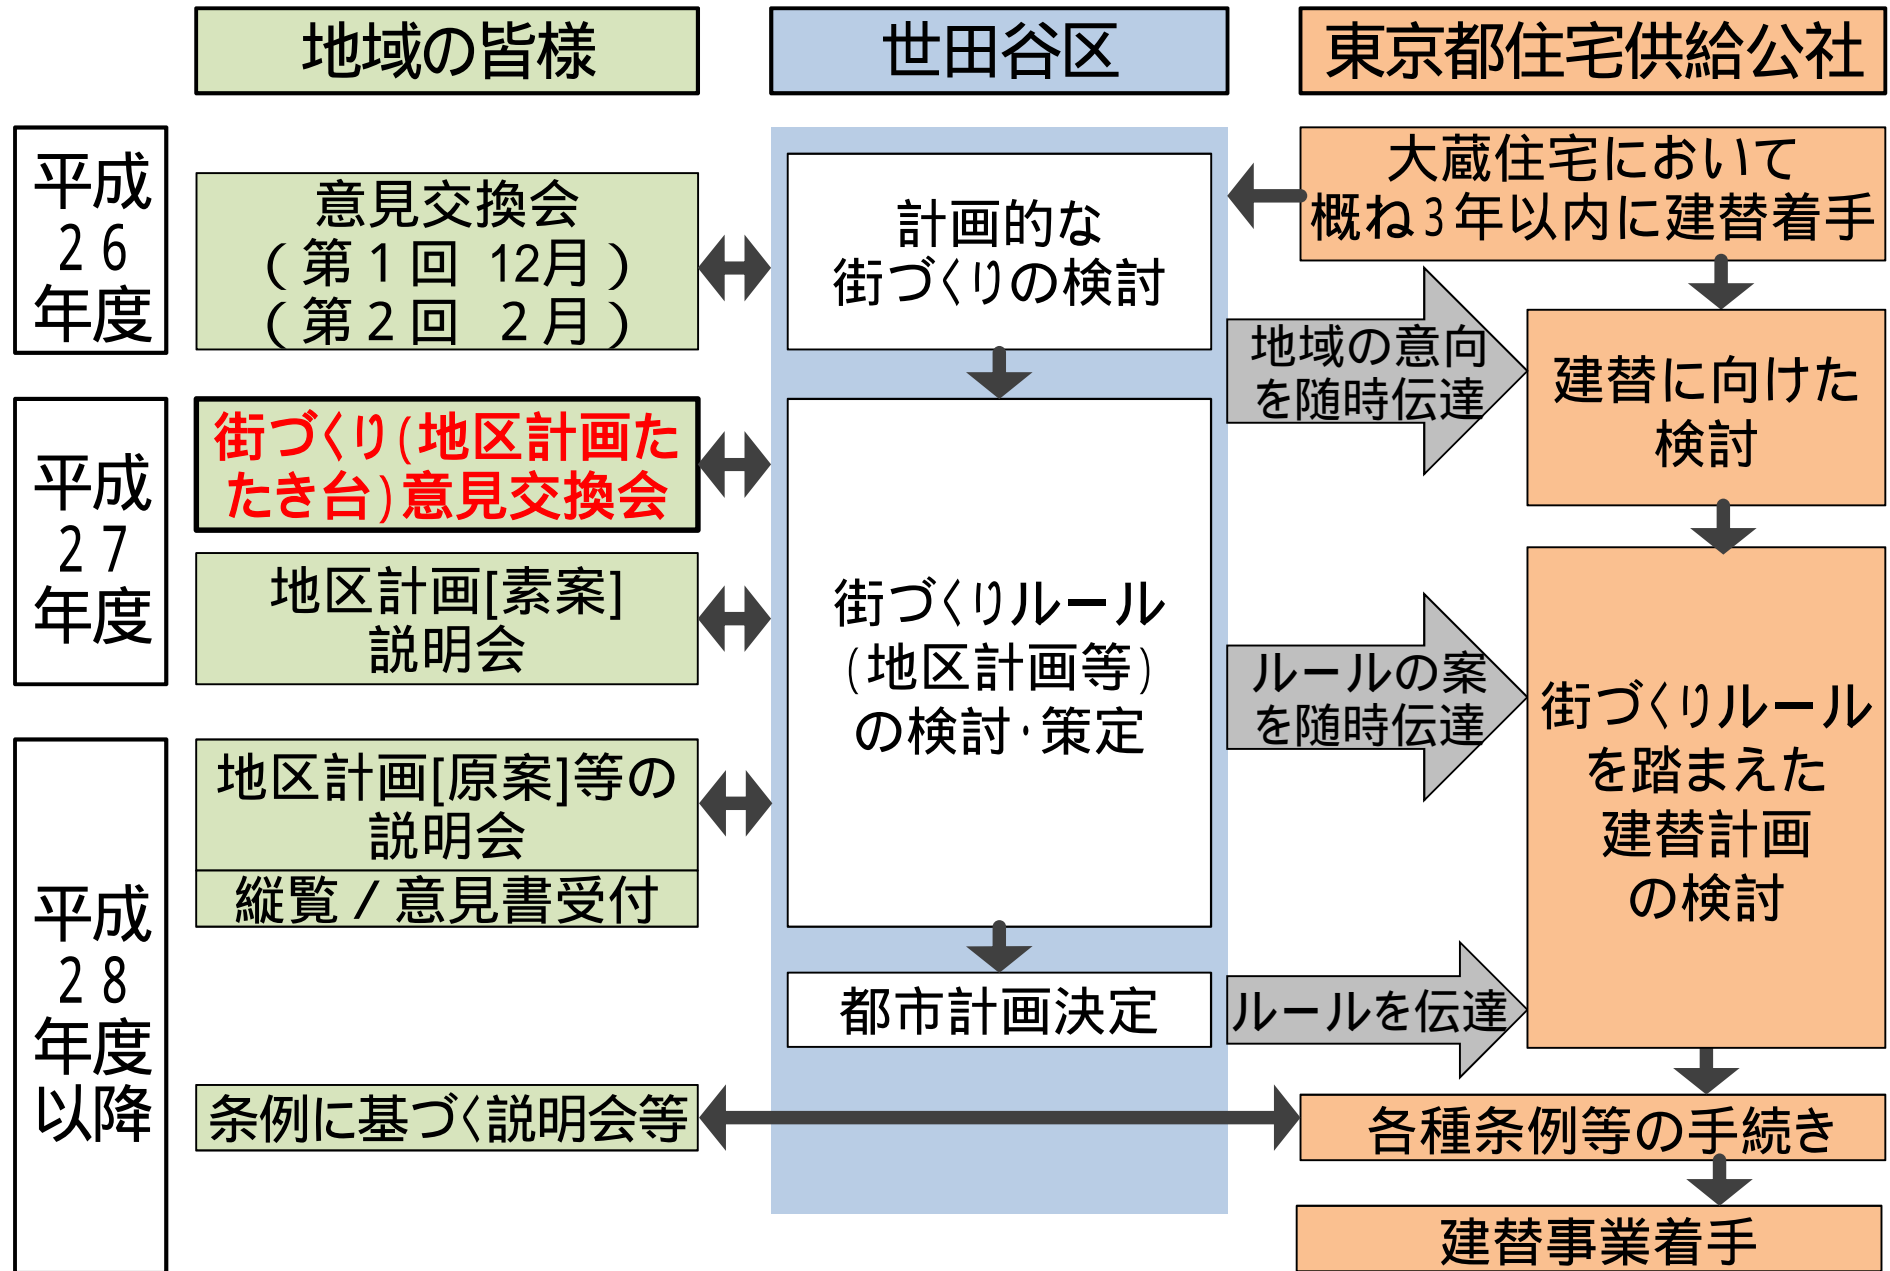 地域の皆様
世田谷区
東京都住宅供給公社
平成
２６
年度
意見交換会
（第１回 12月）
（第２回 ２月）
計画的な
街づくりの検討
大蔵住宅において
概ね３年以内に建替着手
地域の意向
を随時伝達
建替に向けた
検討
平成
２７
年度
街づくり（地区計画た
たき台）意見交換会
地区計画[素案]
説明会
街づくりルール
（地区計画等）
の検討・策定
ルールの案
を随時伝達
街づくりルール
を踏まえた
建替計画
の検討
平成
２８
年度
以降
地区計画[原案]等の
説明会
縦覧／意見書受付
都市計画決定
ルールを伝達
条例に基づく説明会等
各種条例等の手続き
建替事業着手